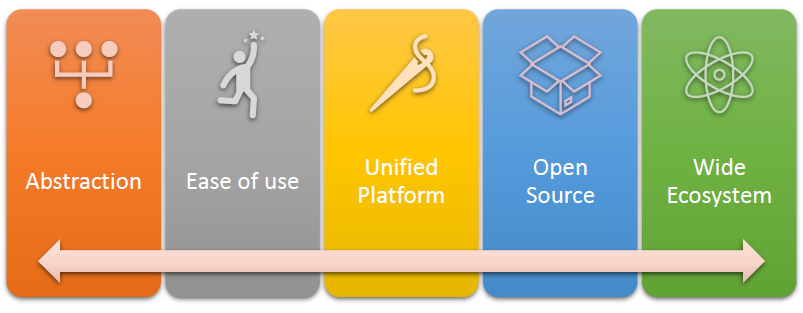 Abstraction
Ease of use
Unified
Platform
Open
Source
Wide
Ecosystem